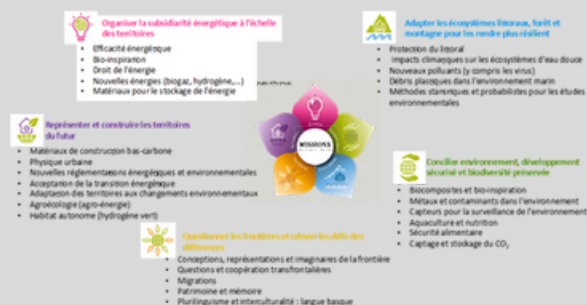 Organiser la subsidiarité énergétique à l'échelle
des territoires
• Efficacité énergétique
• Bio-inspiration
• Droit de l'énergie
• Nouvelles énergies (biogaz, hydrogène,...)
• Matériaux pour le stockage de l'énergie
Adapter les écosystèmes littoraux, forêt et
montagne pour les rendre plus résilient
• Protection du littoral
• Impacts climatiques sur les écosystèmes d'eau douce
• Nouveaux polluants (y compris les virus)
• Débris plastiques dans l'environnement marin
• Méthodes statistiques et probabilistes pour les études
environnementales
Représenter et construire les territoires
du futur
• Matériaux de construction bas-carbone
• Physique urbaine
• Nouvelles réglementations énergétiques et environnementales
• Acceptation de la transition énergétique
• Adaptation des territoires aux changements environnementaux
• Agroécologie (agro-énergie)
• Habitat autonome (hydrogène vert)
MISSIONS
Concilier environnement, développement
sécurisé et biodiversité préservée
• Biocomposites et bio-inspiration
• Métaux et contaminants dans l'environnement
• Capteurs pour la surveillance de l'environnement
• Aquaculture et nutrition
• Sécurité alimentaire
• Captage et stockage du CO₂
Questionner les frontières et relever les défis des
différences
• Conceptions, représentations et imaginaires de la frontière
• Questions et coopération transfrontalières
• Migrations
• Patrimoine et mémoire
• Plurilinguisme et interculturalité : langue basque